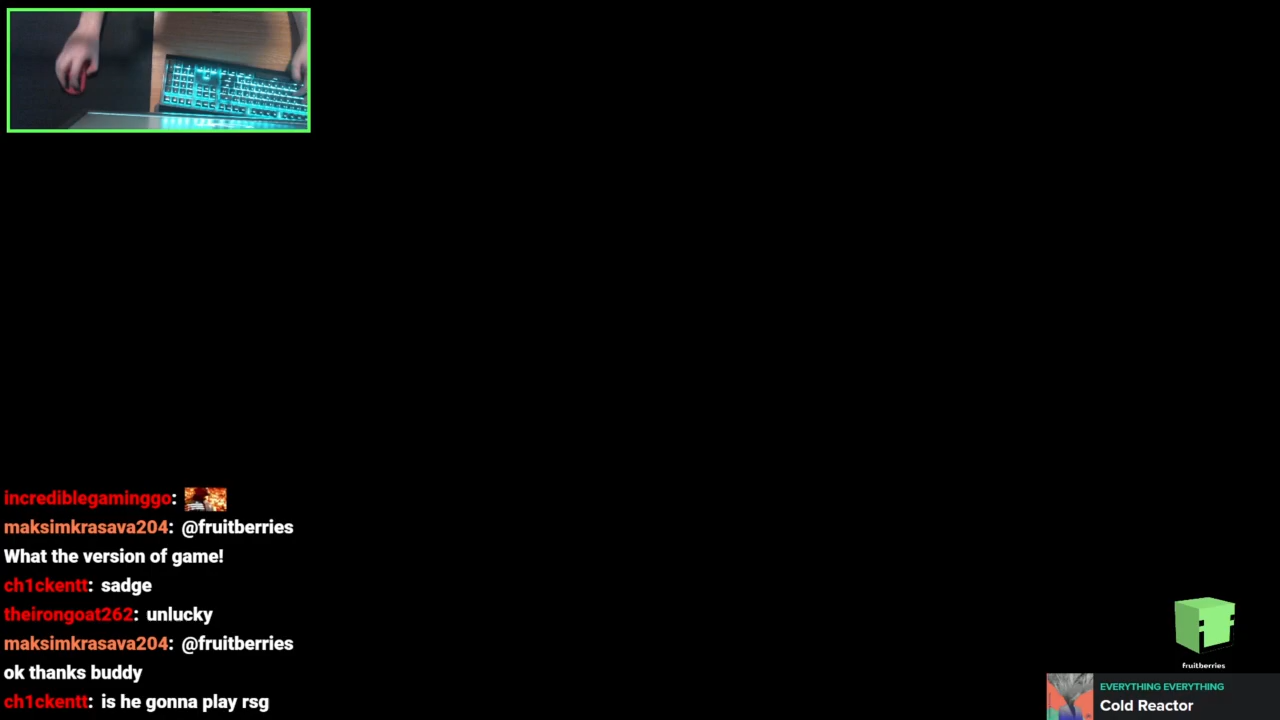 incrediblegaminggo:
maksimkrasava204: @fruitberries
What the version of game!
ch1ckentt: sadge
theirongoat262: unlucky
maksimkrasava204: @fruitberries
ok thanks buddy
ch1ckentt: is he gonna play rsg
fruitberries
EVERYTHING EVERYTHING
Cold Reactor